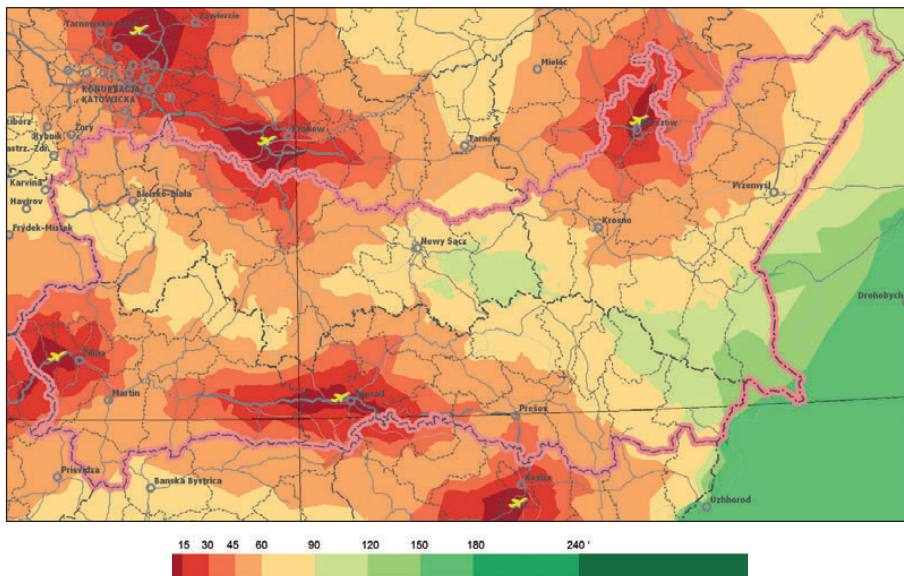 Zawiercie
Tarnowskie
KONURBACJA
KATOWICKA
Mielec
Kraków
Rybnik
Żory
Tarnów
Przemyśl
Karviná
Havířov
Bielsko-Biała
Krosno
Frýdek-Místek
Nowy Sącz
Drohobych
Žilina
Martin
Poprad
Prešov
Prievidza
Banská Bystrica
Košice
Uzhhorod
15 30 45 60 90 120 150 180 240 '